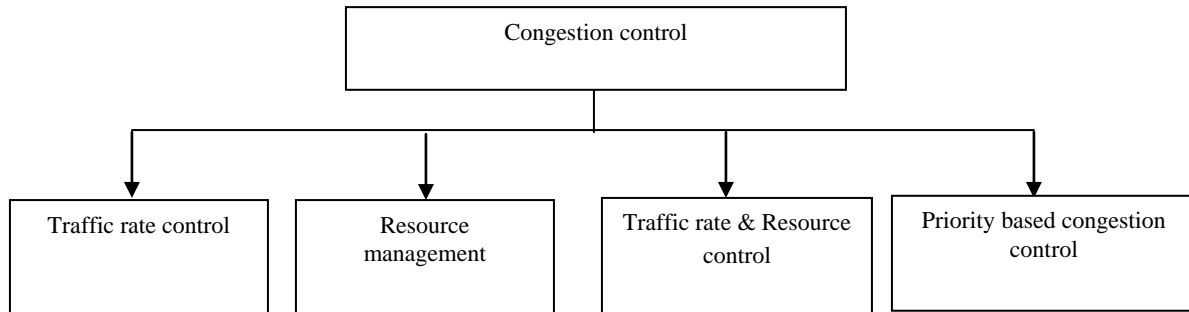 Congestion control
Traffic rate control
Resource
management
Traffic rate & Resource
control
Priority based congestion
control